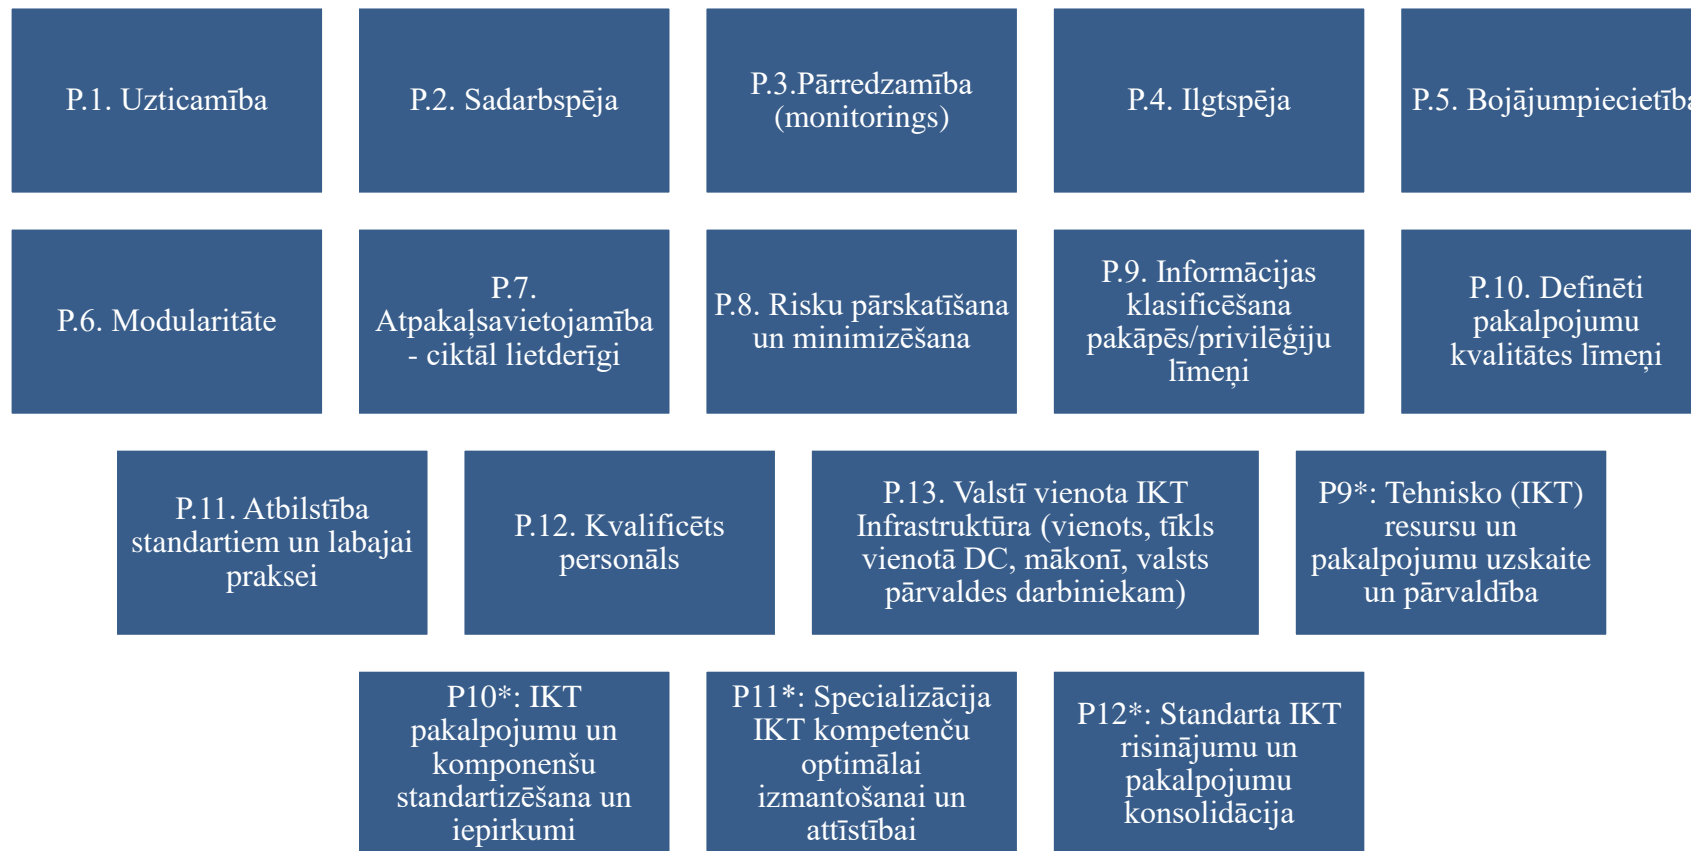 P.1. Uzticamība
P.2. Sadarbspēja
P.3.Pārredzamība
(monitorings)
P.4. Ilgtspēja
P.5. Bojājumpiecietība
P.6. Modularitāte
P.7.
Atpakaļsavietojamība
- ciktāl lietderīgi
P.8. Risku pārskatīšana
un minimizēšana
P.9. Informācijas
klasificēšana
pakāpēs/privilēģiju
līmeņi
P.10. Definēti
pakalpojumu
kvalitātes līmeņi
P.11. Atbilstība
standartiem un labajai
praksei
P.12. Kvalificēts
personāls
P.13. Valstī vienota IKT
Infrastruktūra (vienots, tīkls
vienotā DC, mākonī, valsts
pārvaldes darbiniekam)
P9*: Tehnisko (IKT)
resursu un
pakalpojumu uzskaite
un pārvaldība
P10*: IKT
pakalpojumu un
komponenšu
standartizēšana un
iepirkumi
P11*: Specializācija
IKT kompetenču
optimālai
izmantošanai un
attīstībai
P12*: Standarta IKT
risinājumu un
pakalpojumu
konsolidācija